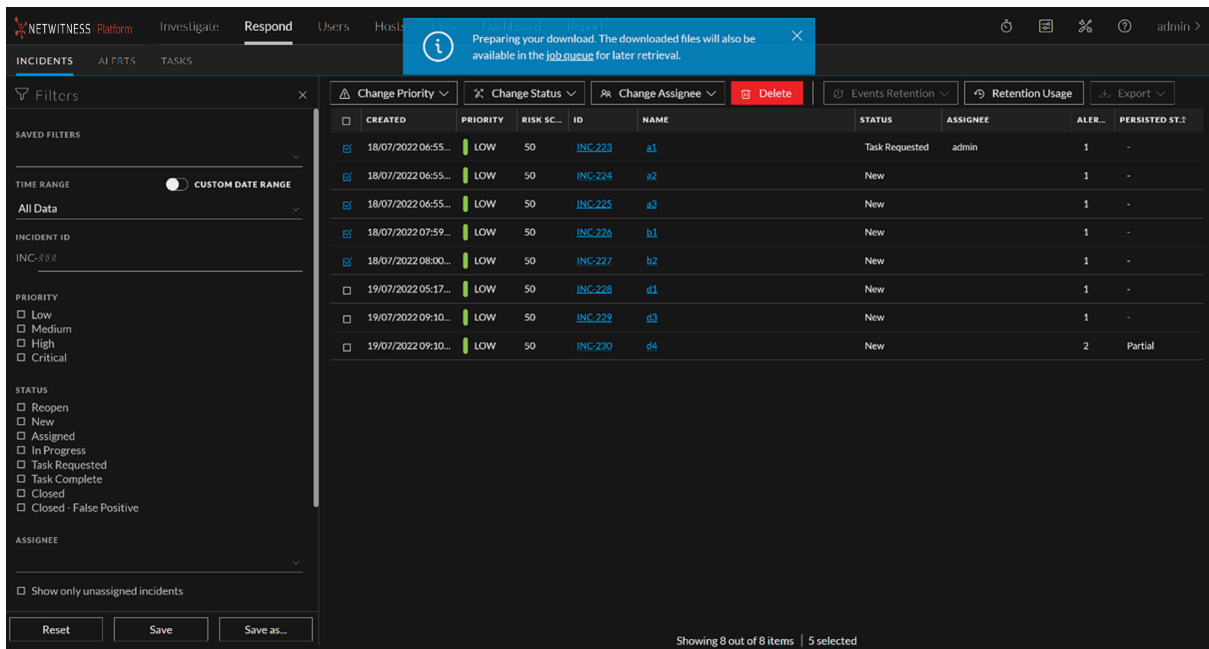 NETWITNESS Platform Investigate Respond Users Hosts Files Dashboard Reports admin
Preparing your download. The downloaded files will also be
available in the job queue for later retrieval.
INCIDENTS ALERTS TASKS
Filters
Change Priority Change Status Change Assignee Delete Events Retention Retention Usage Export
CREATED PRIORITY RISK SC... ID NAME STATUS ASSIGNEE ALER... PERSISTED ST...
18/07/2022 06:55... LOW 50 INC-223 a1 Task Requested admin 1 -
18/07/2022 06:55... LOW 50 INC-224 a2 New 1 -
18/07/2022 06:55... LOW 50 INC-225 a3 New 1 -
18/07/2022 07:59... LOW 50 INC-226 b1 New 1 -
18/07/2022 08:00... LOW 50 INC-227 b2 New 1 -
19/07/2022 05:17... LOW 50 INC-228 d1 New 1 -
19/07/2022 09:10... LOW 50 INC-229 d3 New 1 -
19/07/2022 09:10... LOW 50 INC-230 d4 New 2 Partial
SAVED FILTERS
TIME RANGE CUSTOM DATE RANGE
All Data
INCIDENT ID
INC-###
PRIORITY
Low
Medium
High
Critical
STATUS
Reopen
New
Assigned
In Progress
Task Requested
Task Complete
Closed
Closed - False Positive
ASSIGNEE
Show only unassigned incidents
Reset Save Save as...
Showing 8 out of 8 items | 5 selected